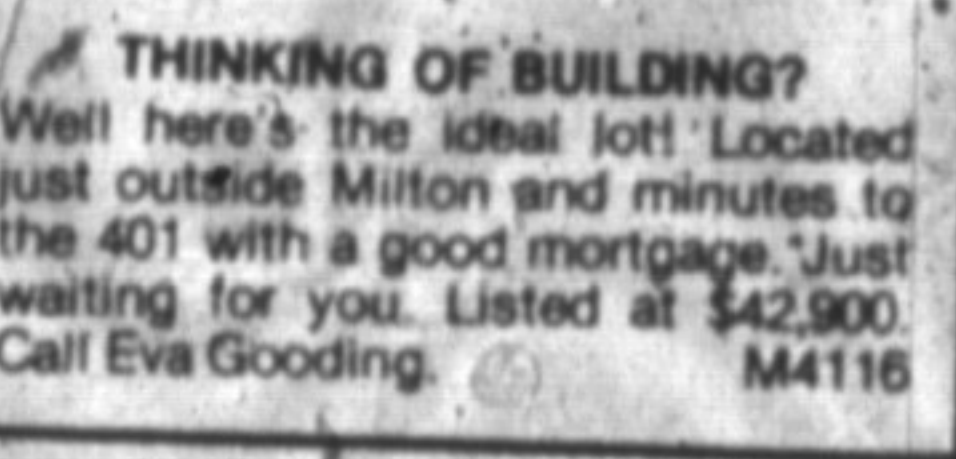 THINKING OF BUILDING?
Well here's the ideal lot! Located
just outside Milton and minutes to
the 401 with a good mortgage. Just
waiting for you. Listed at $42,900.
Call Eva Gooding. M4116